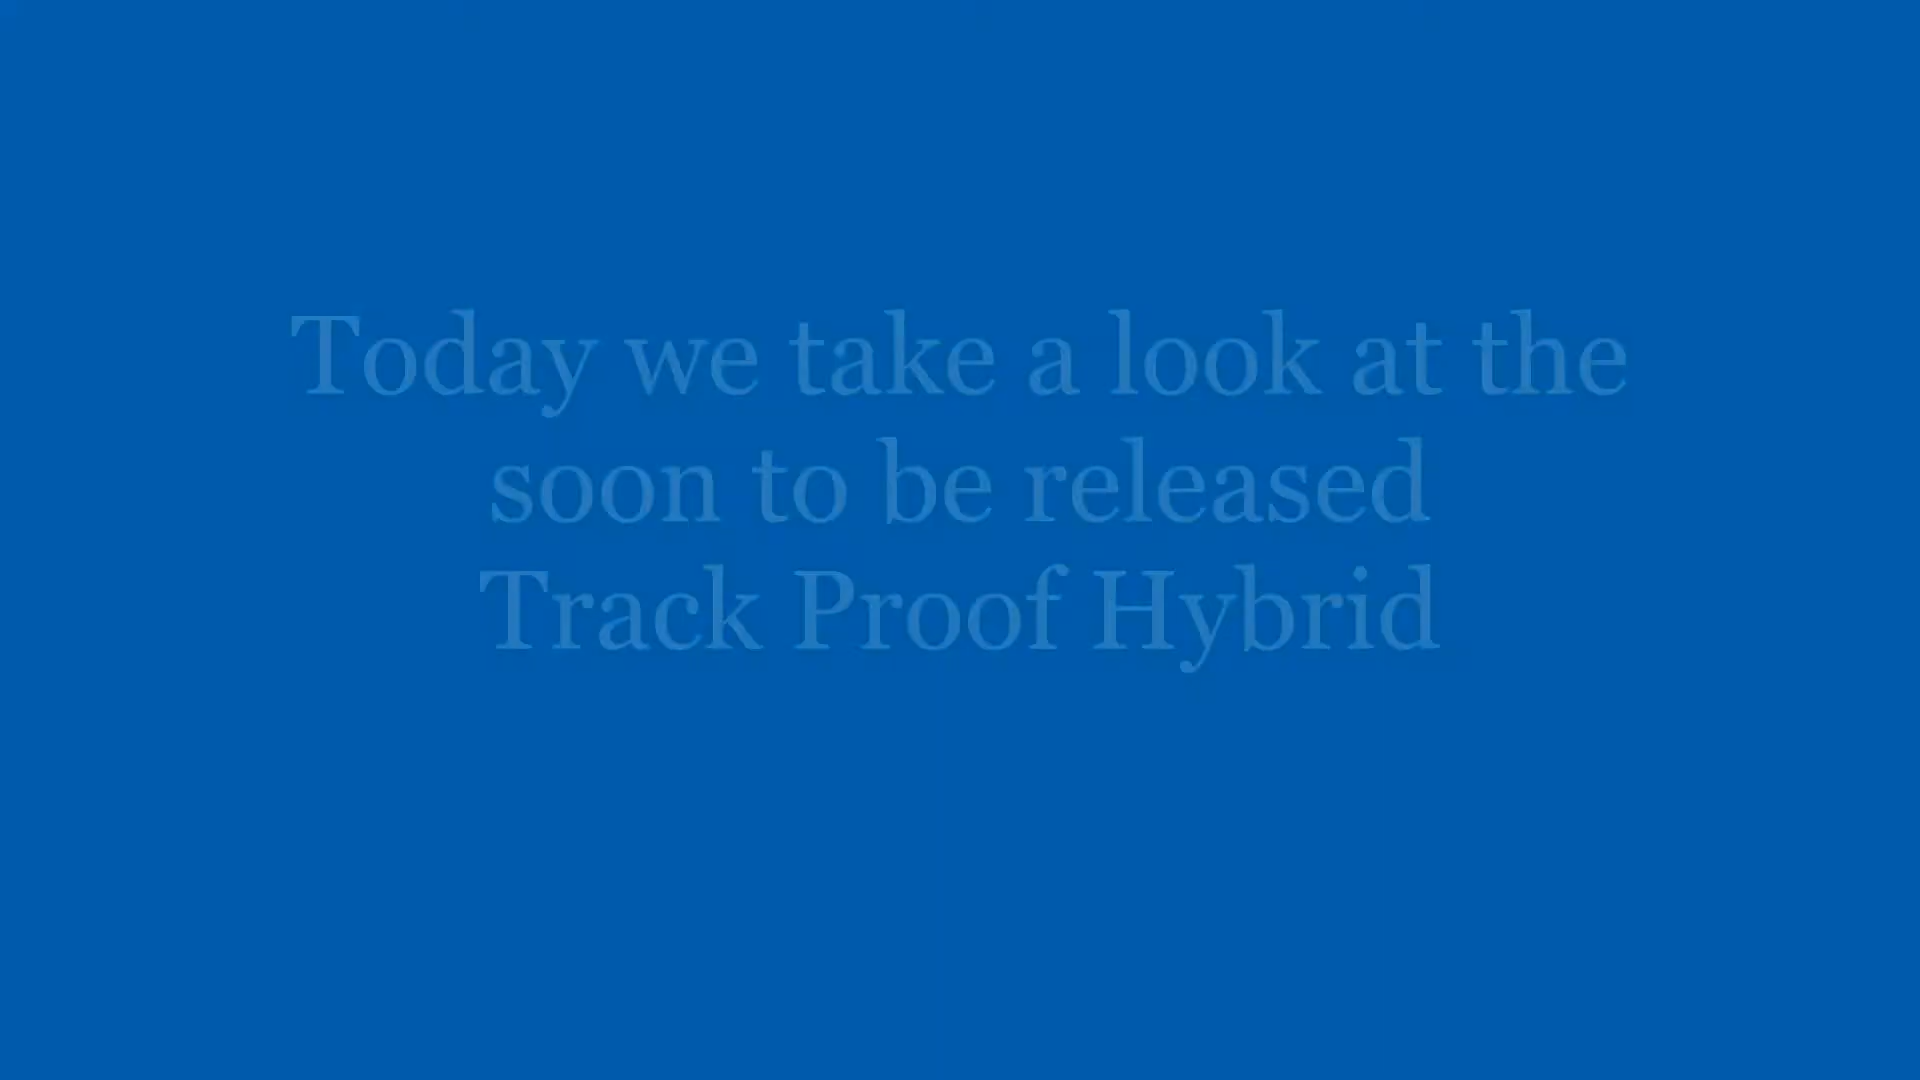 Today we take a look at the
soon to be released
Track Proof Hybrid